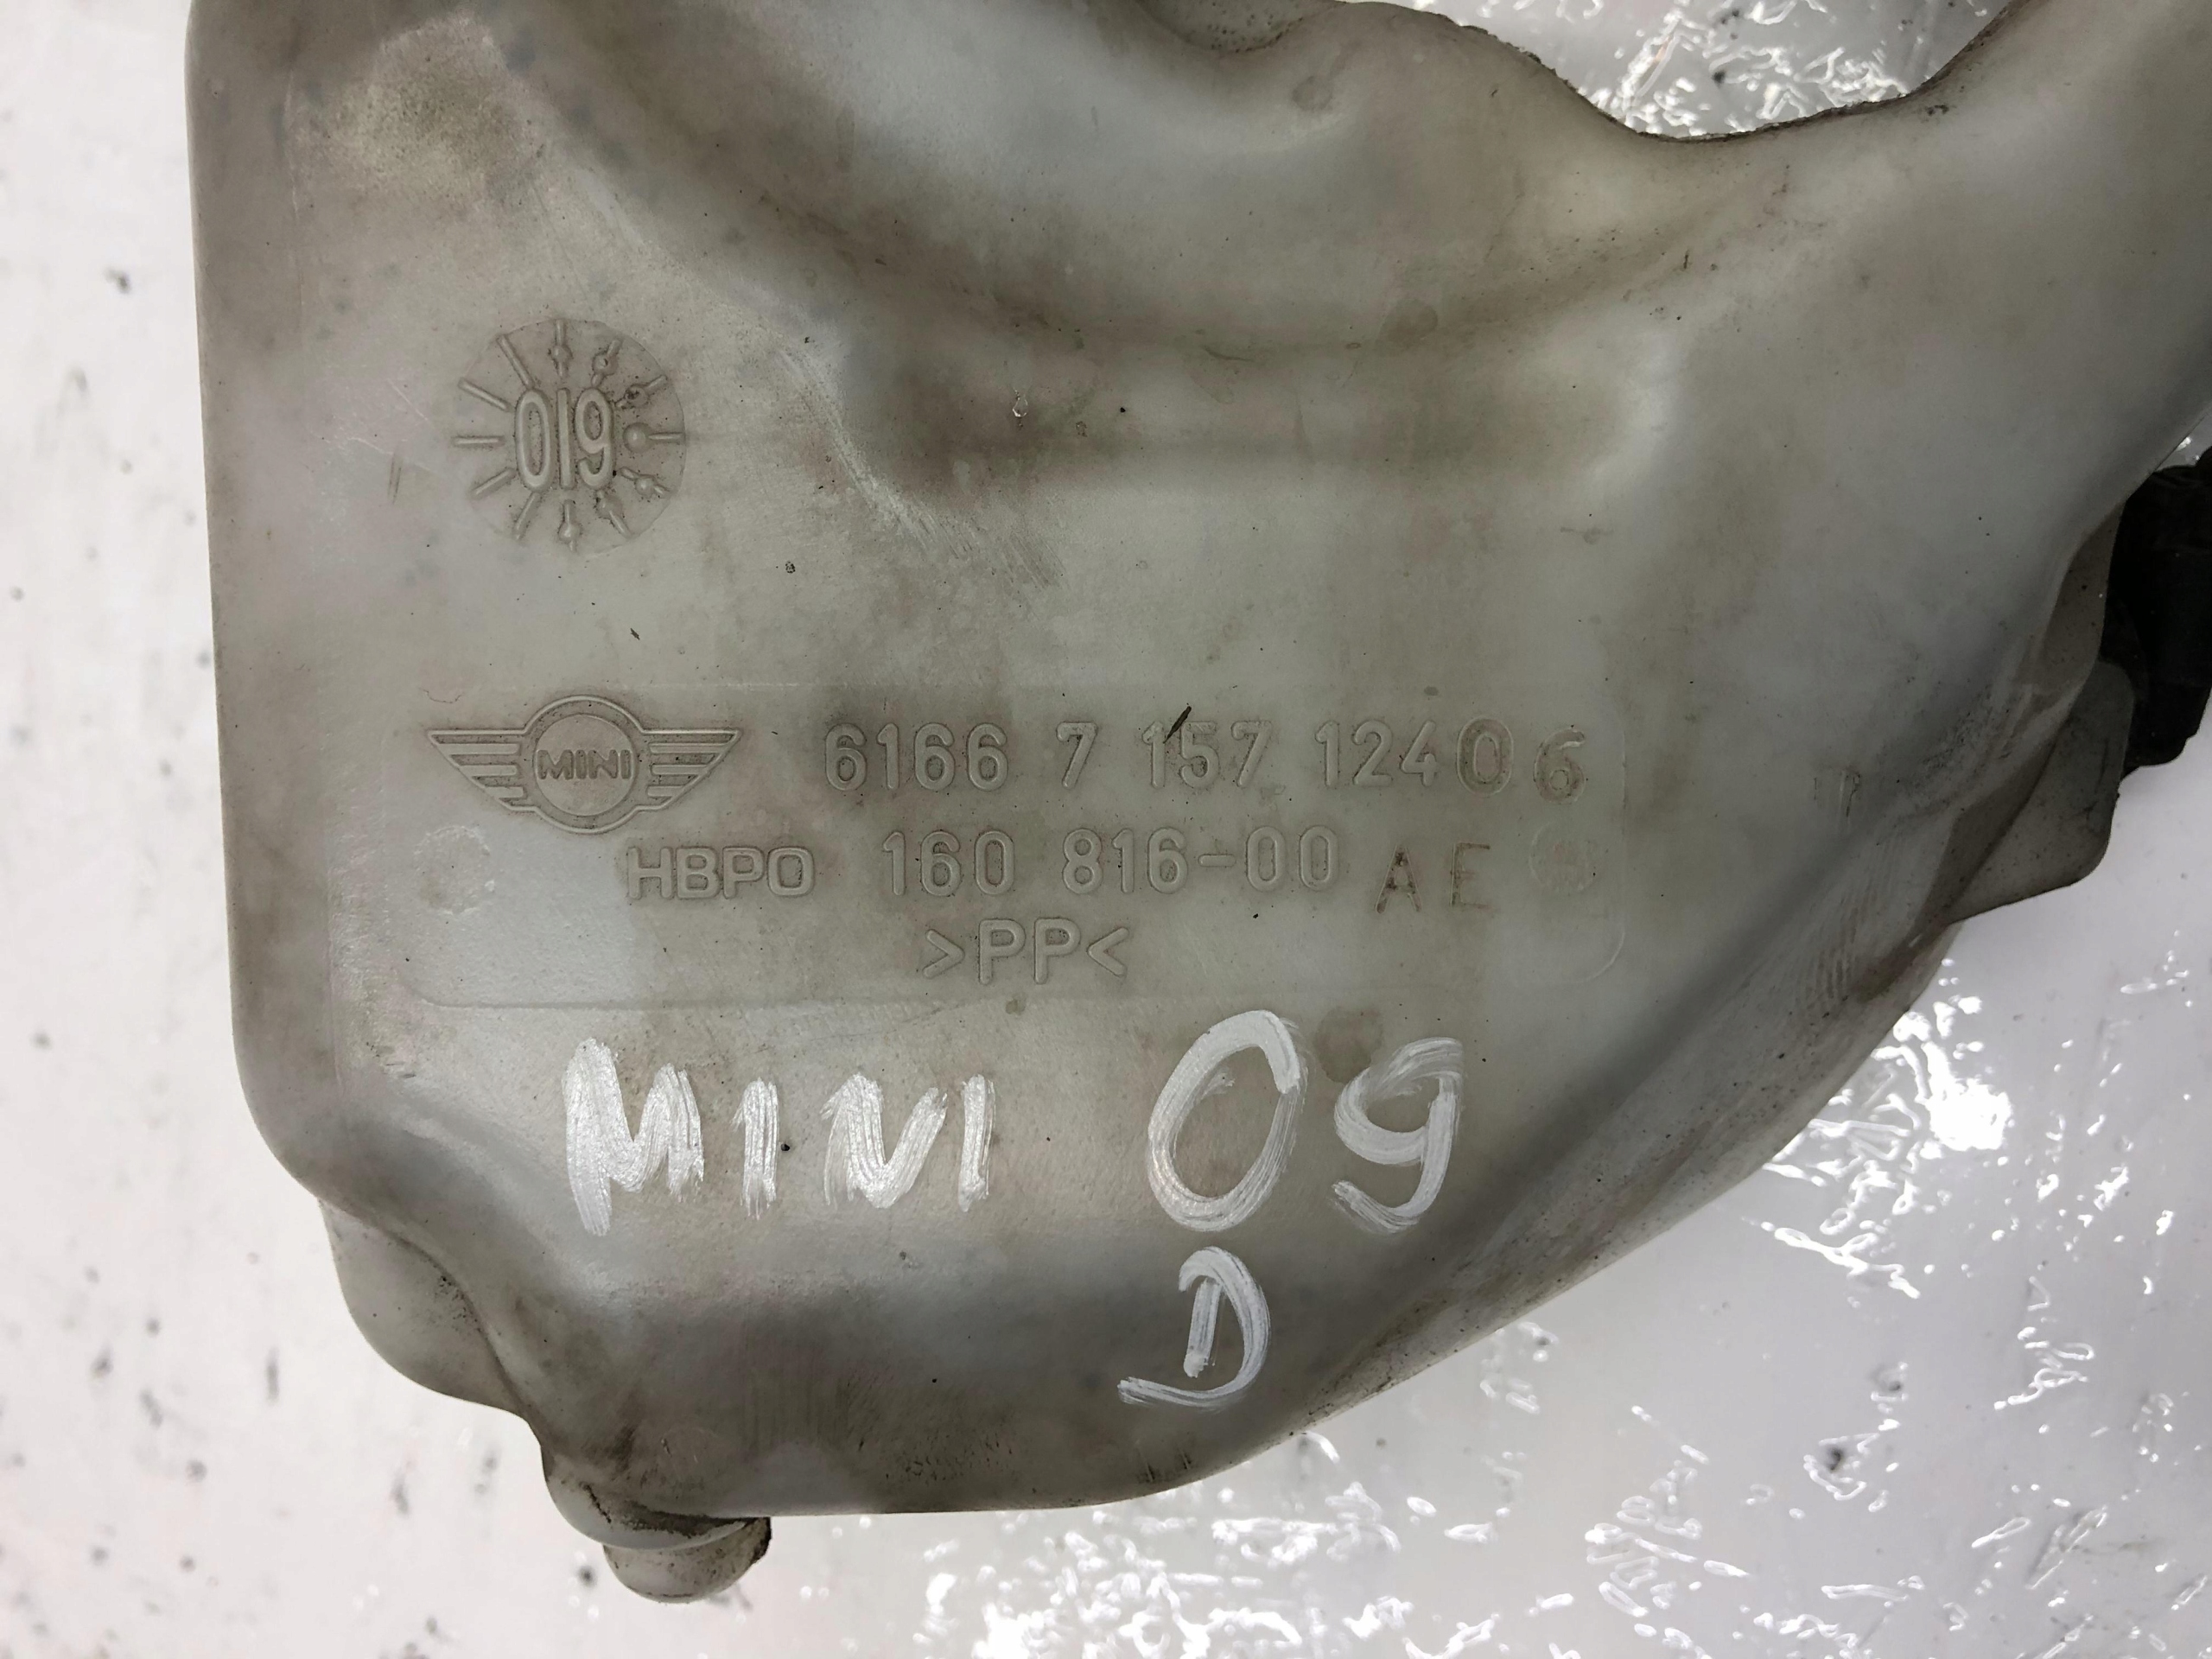 019
MINI 6166 7 157 12406
HBPO 160 816-00 AE
>PP<
MINI 09
D